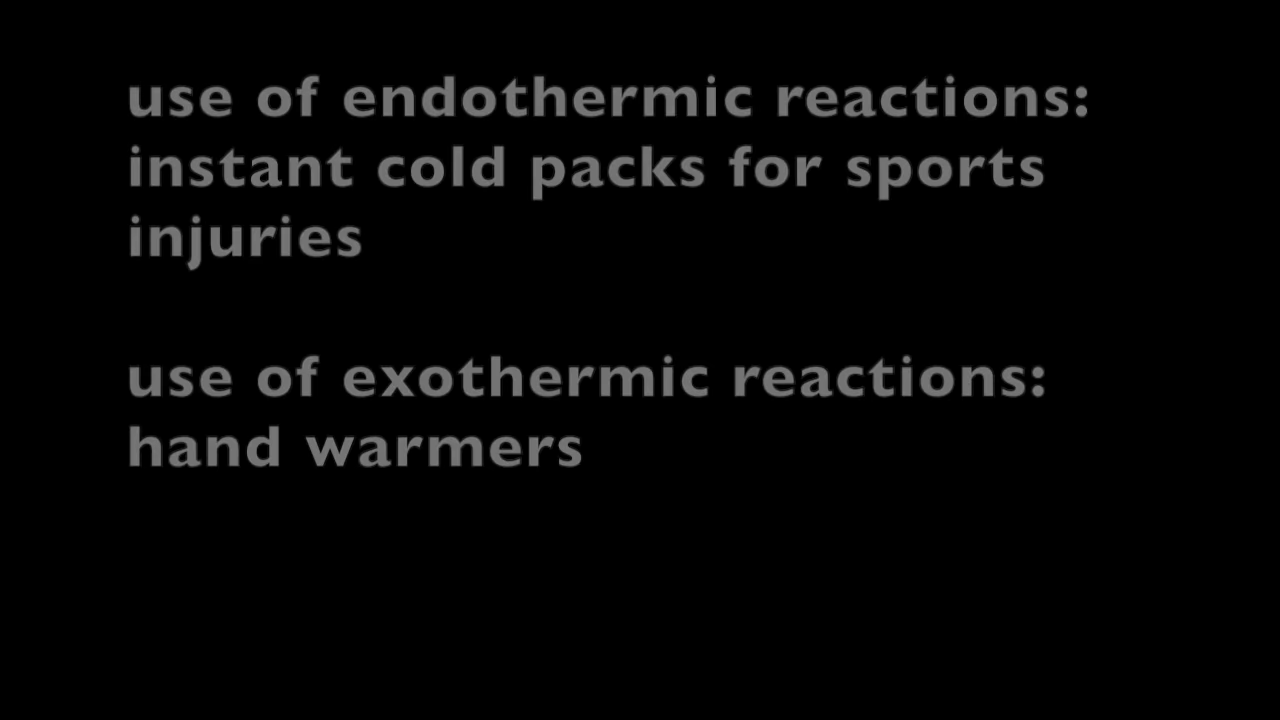 use of endothermic reactions:
instant cold packs for sports
injuries
use of exothermic reactions:
hand warmers